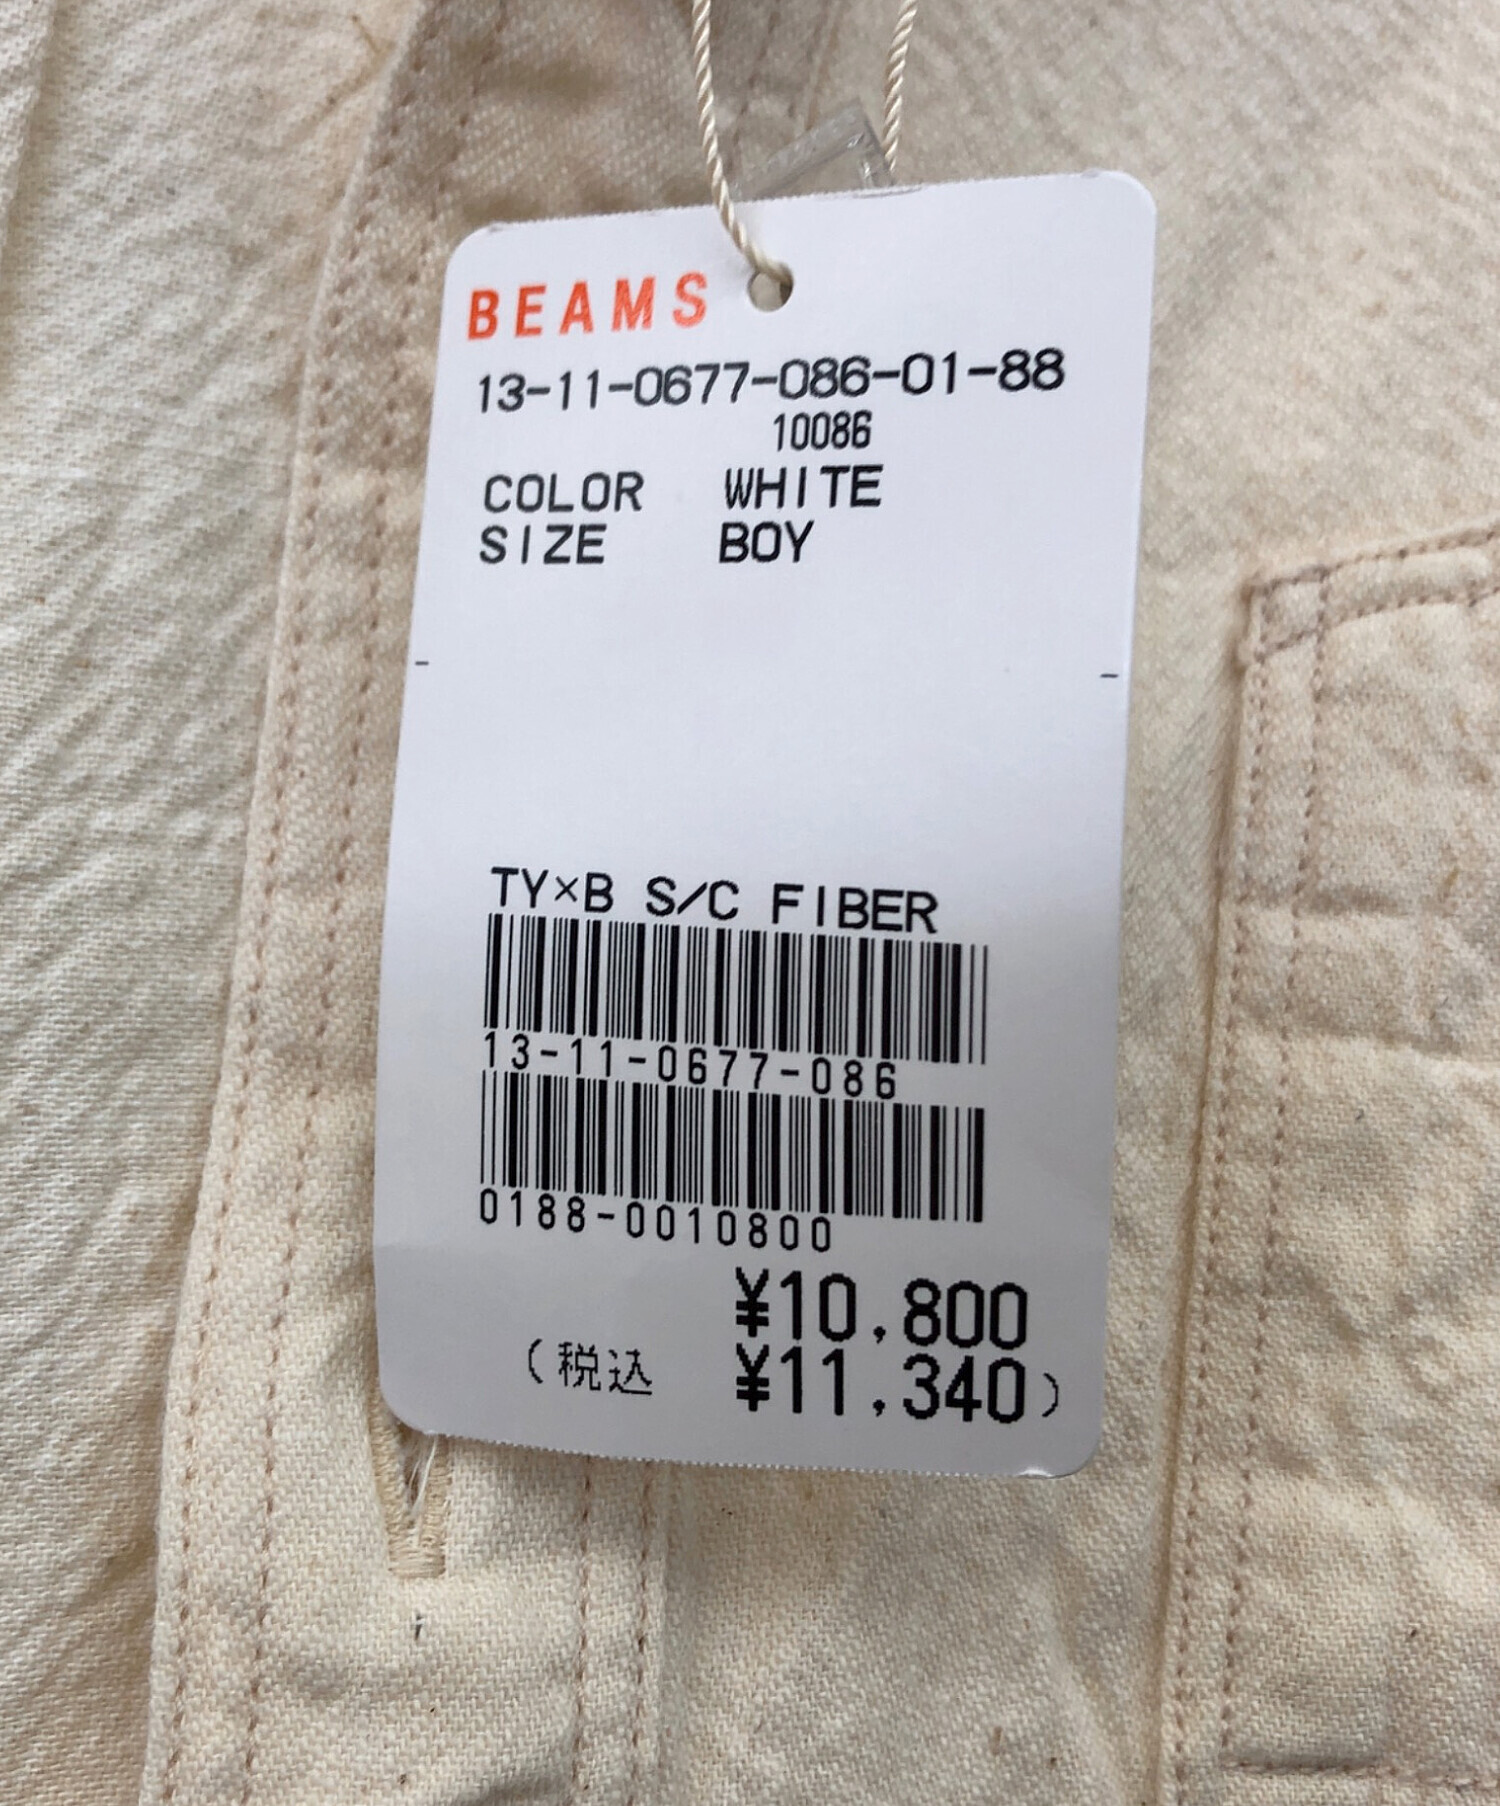 BEAMS
13-11-0677-086-01-88
10086
COLOR WHITE
SIZE BOY
TY×B S/C FIBER
13-11-0677-086
0188-0010800
¥10,800
(税込 ¥11,340)